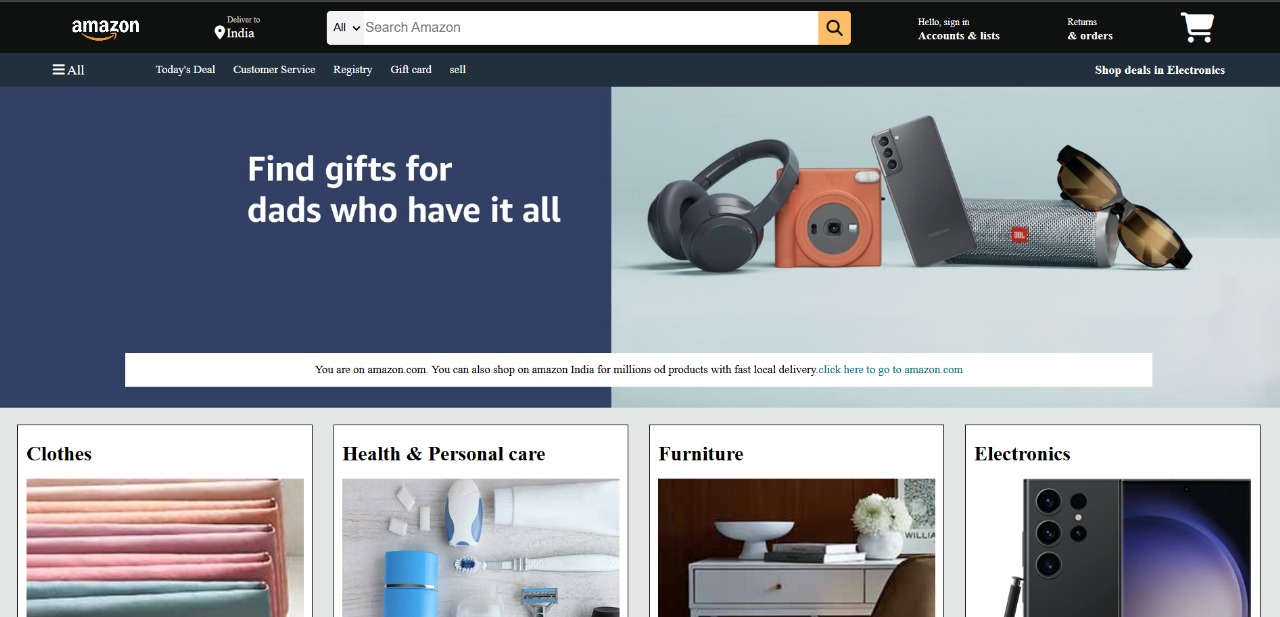 amazon
Deliver to
India
All
Search Amazon
Hello, sign in
Accounts & lists
Returns
& orders
All
Today's Deal
Customer Service
Registry
Gift card
sell
Shop deals in Electronics
Find gifts for
dads who have it all
JBL
SAMSUNG
You are on amazon.com. You can also shop on amazon India for millions od products with fast local delivery.click here to go to amazon.com
Clothes
Health & Personal care
Furniture
Electronics
WILLIA